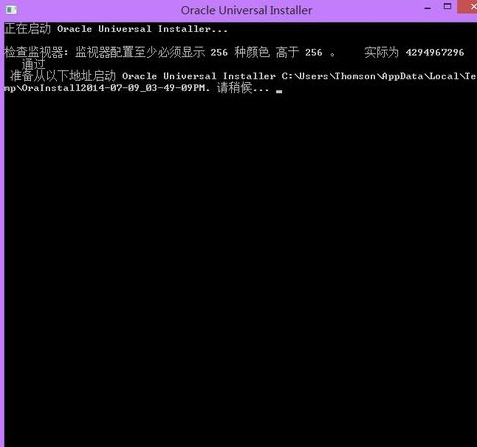 Oracle Universal Installer
正在启动 Oracle Universal Installer...
检查监视器: 监视器配置至少必须显示 256 种颜色 高于 256 。 实际为 4294967296
通过
准备从以下地址启动 Oracle Universal Installer C:\Users\Thomson\AppData\Local\Te
mp\OraInstall2014-07-09_03-49-09PM. 请稍候...